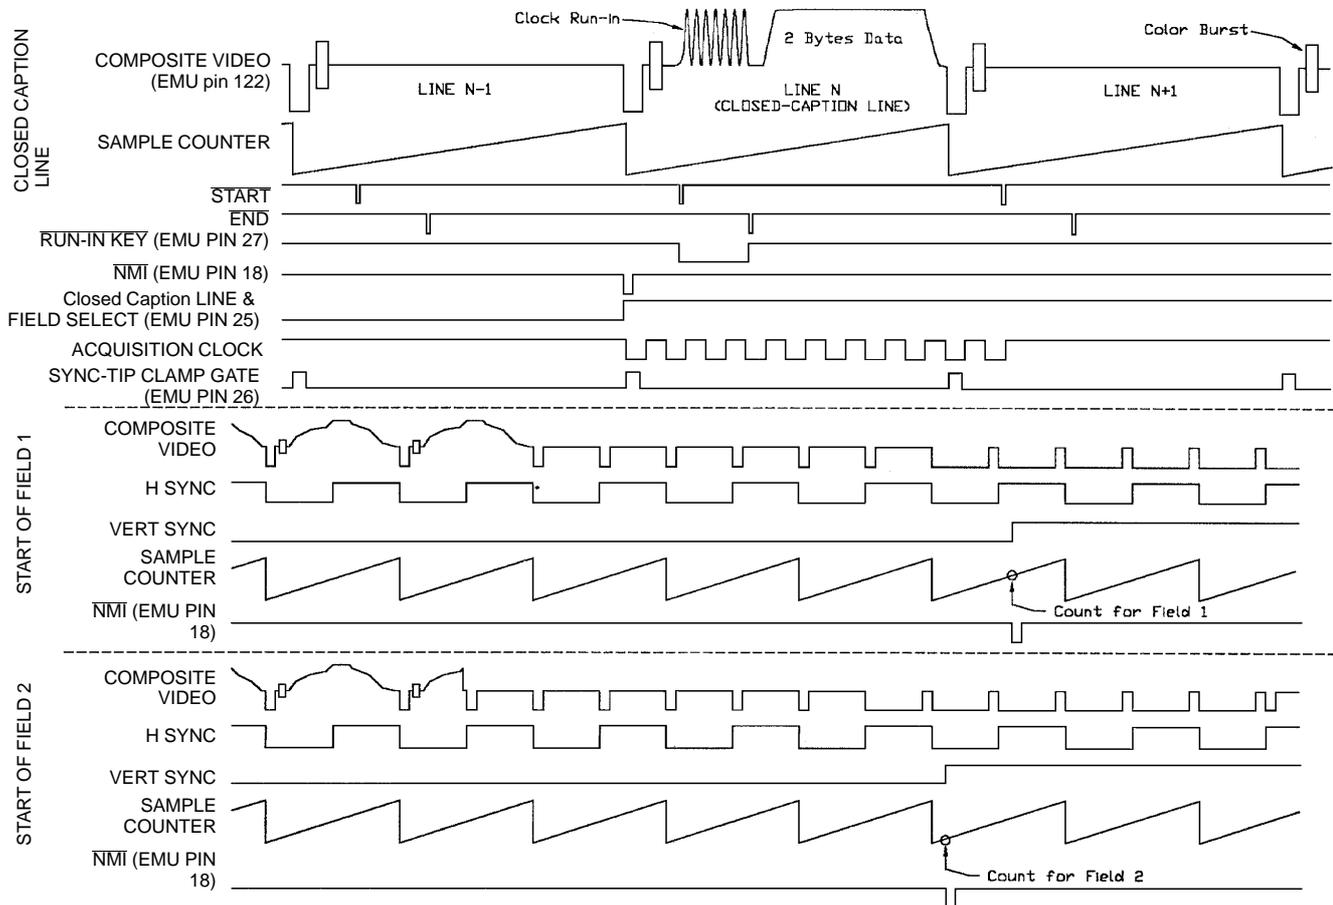 CLOSED CAPTION
LINE
Clock Run-In
2 Bytes Data
Color Burst
COMPOSITE VIDEO
(EMU pin 122)
LINE N-1
LINE N
(CLOSED-CAPTION LINE)
LINE N+1
SAMPLE COUNTER
START
END
RUN-IN KEY (EMU PIN 27)
NMI (EMU PIN 18)
Closed Caption LINE &
FIELD SELECT (EMU PIN 25)
ACQUISITION CLOCK
SYNC-TIP CLAMP GATE
(EMU PIN 26)
START OF FIELD 1
COMPOSITE
VIDEO
H SYNC
VERT SYNC
SAMPLE
COUNTER
Count for Field 1
NMI (EMU PIN
18)
START OF FIELD 2
COMPOSITE
VIDEO
H SYNC
VERT SYNC
SAMPLE
COUNTER
NMI (EMU PIN
18)
Count for Field 2